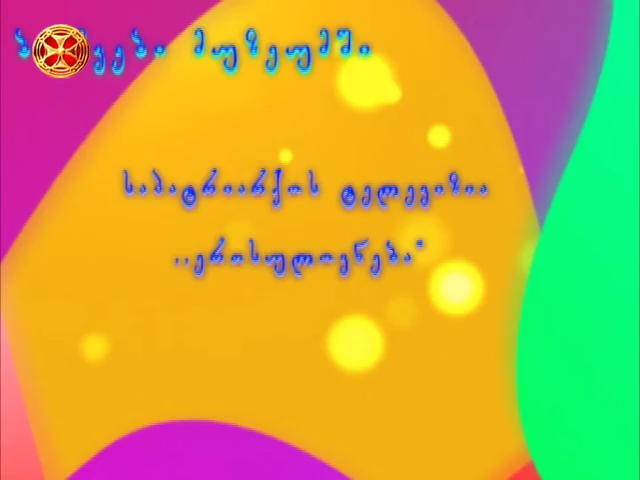 მუზეუმში
საპატრიარქოს ტელევიზია
,,ერთსულოვნება"